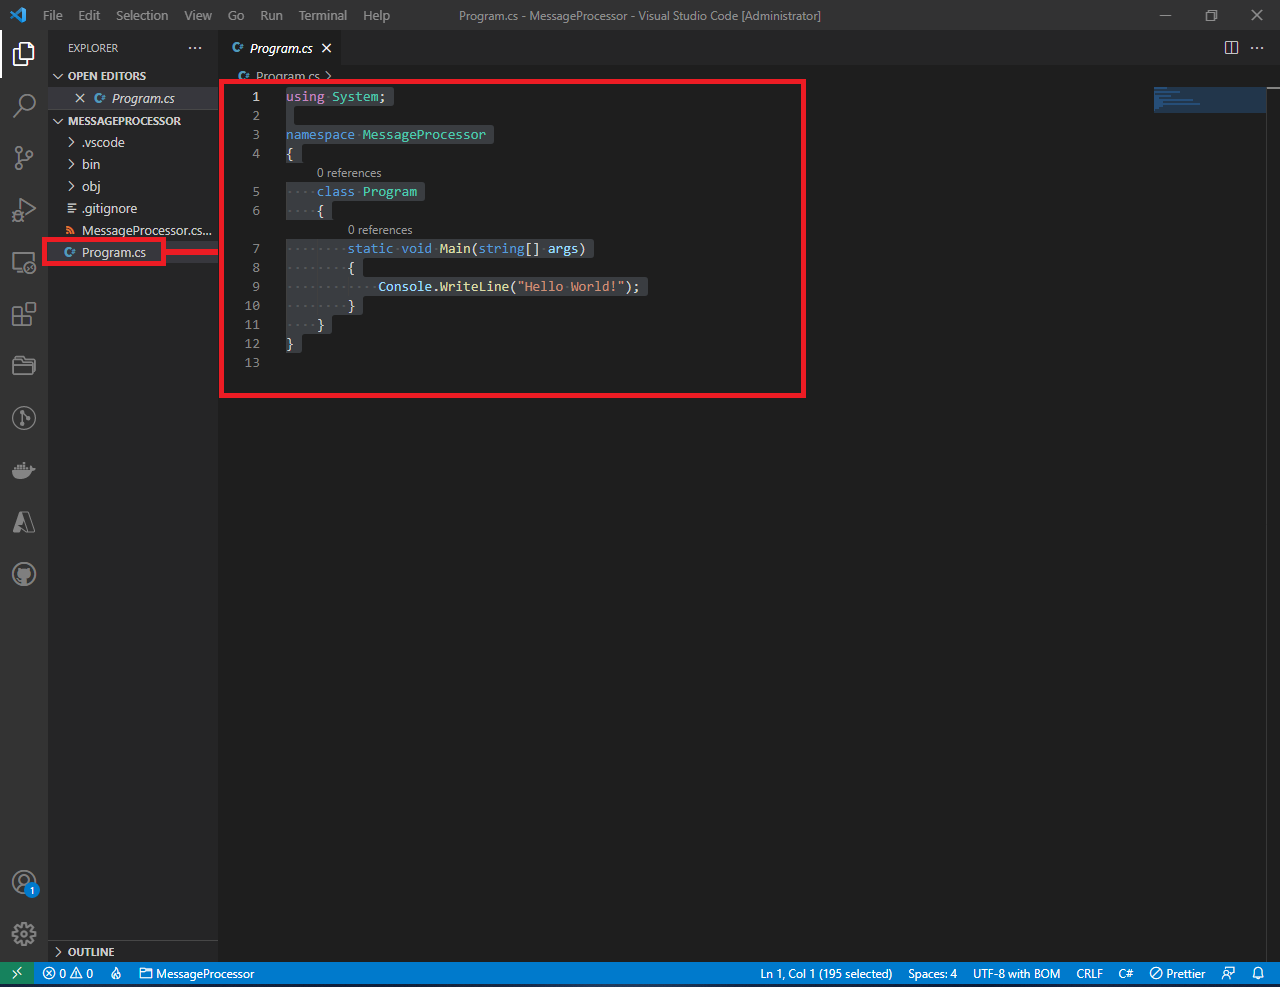 File Edit Selection View Go Run Terminal Help Program.cs - MessageProcessor - Visual Studio Code [Administrator]
EXPLORER
OPEN EDITORS
Program.cs
MESSAGEPROCESSOR
.vscode
bin
obj
.gitignore
MessageProcessor.cs...
Program.cs
OUTLINE
Program.cs
Program.cs
1 using System;
2
3 namespace MessageProcessor
4 {
0 references
5 class Program
6 {
0 references
7 static void Main(string[] args)
8 {
9 Console.WriteLine("Hello World!");
10 }
11 }
12 }
13
1
0 0 MessageProcessor Ln 1, Col 1 (195 selected) Spaces: 4 UTF-8 with BOM CRLF C# Prettier